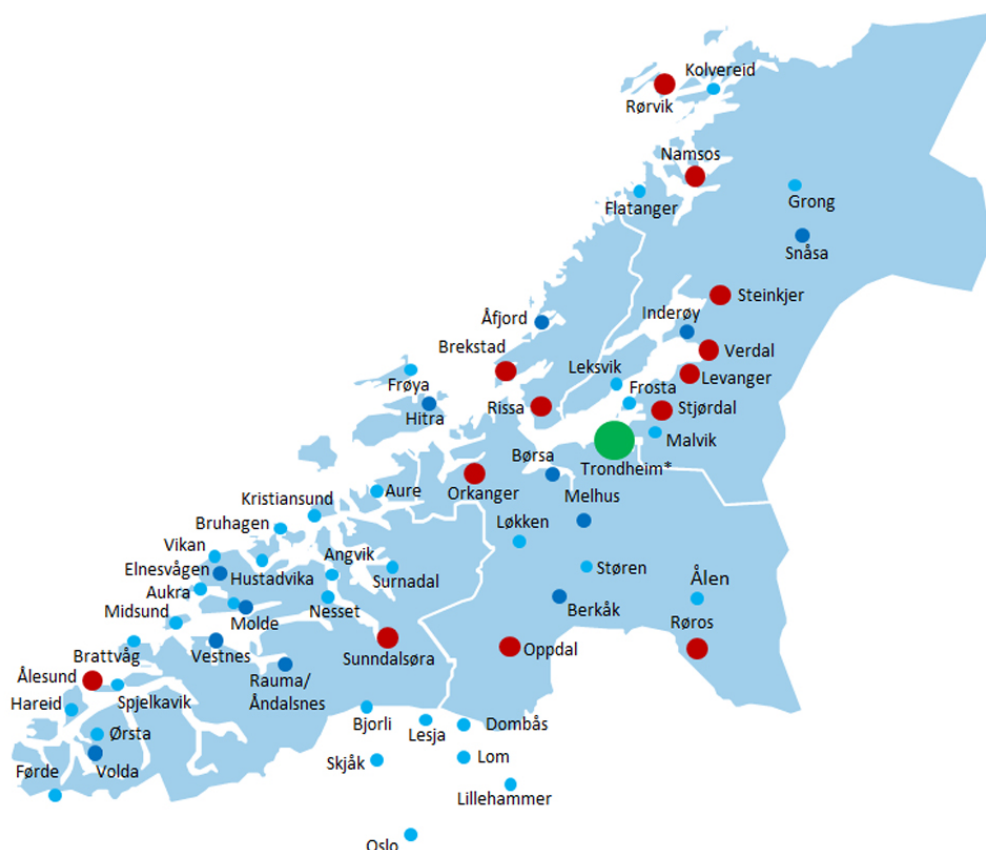 Kolvereid
Rørvik
Namsos
Flatanger
Grong
Snåsa
Steinkjer
Inderøy
Åfjord
Brekstad
Verdal
Leksvik
Levanger
Frøya
Frosta
Rissa
Stjørdal
Hitra
Malvik
Børsa
Trondheim*
Aure
Orkanger
Melhus
Kristiansund
Bruhagen
Løkken
Vikan
Angvik
Elnesvågen
Hustadvika
Surnadal
Støren
Ålen
Aukra
Nesset
Berkåk
Midsund
Molde
Røros
Brattvåg
Vestnes
Sunndalsøra
Oppdal
Ålesund
Rauma/
Åndalsnes
Hareid
Spjelkavik
Bjorli
Lesja
Dombås
Ørsta
Førde
Volda
Skjåk
Lom
Lillehammer
Oslo